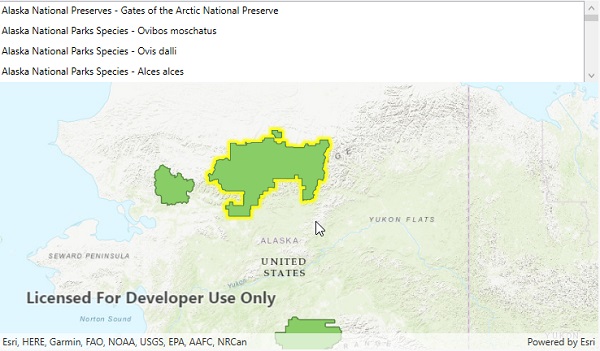 Alaska National Preserves - Gates of the Arctic National Preserve
Alaska National Parks Species - Ovibos moschatus
Alaska National Parks Species - Ovis dalli
Alaska National Parks Species - Alces alces
G E
YUKON FLATS
ALASKA
SEWARD PENINSULA
UNITED
STATES
Yukon
Licensed For Developer Use Only
Norton Sound
RANGE
Esri, HERE, Garmin, FAO, NOAA, USGS, EPA, AAFC, NRCan
Powered by Esri